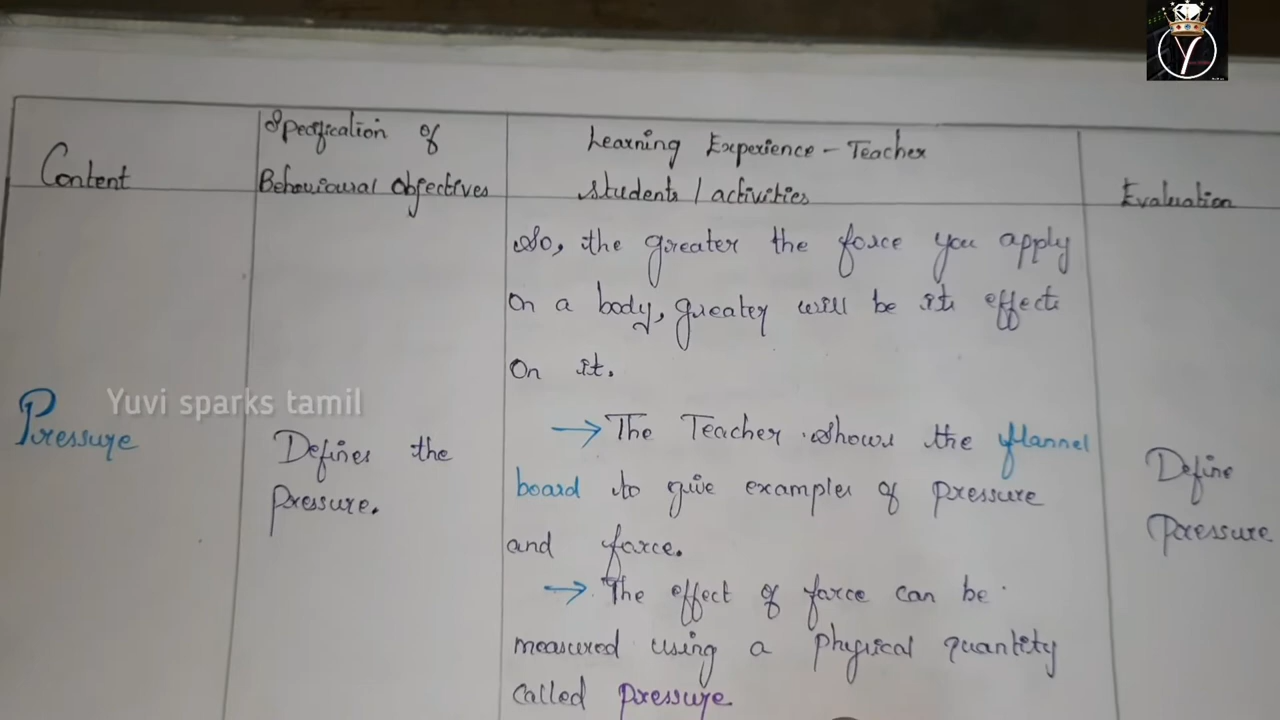 Y
Content
Specification of
Behavioural Objectives
Learning Experience - Teacher
students / activities
Evaluation
So, the greater the force you apply
on a body, greater will be its effects
on it.
Yuvi sparks tamil
Pressure
Defines the
pressure.
→ The Teacher shows the flannel
board to give examples of pressure
and force.
Define
Pressure
→ The effect of force can be
measured using a physical quantity
called pressure.